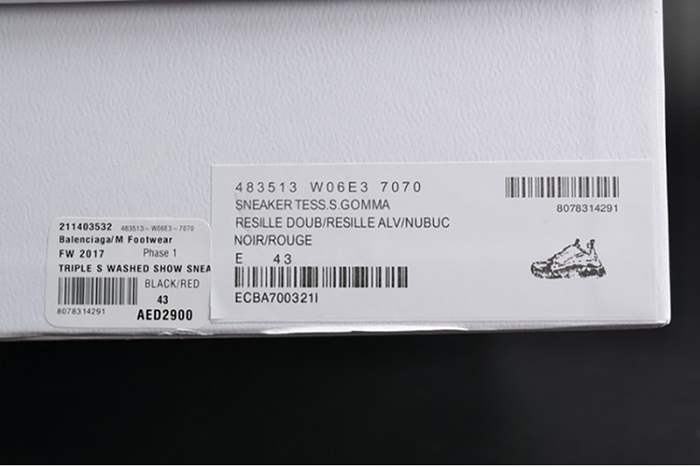 483513 W06E3 7070
8078314291
SNEAKER TESS.S.GOMMA
RESILLE DOUB/RESILLE ALV/NUBUC
NOIR/ROUGE
E 43
ECBA700321I
211403532 483513-W06E3-7070
Balenciaga/M Footwear
FW 2017 Phase 1
TRIPLE S WASHED SHOW SNEA
BLACK/RED
43
8078314291
AED2900